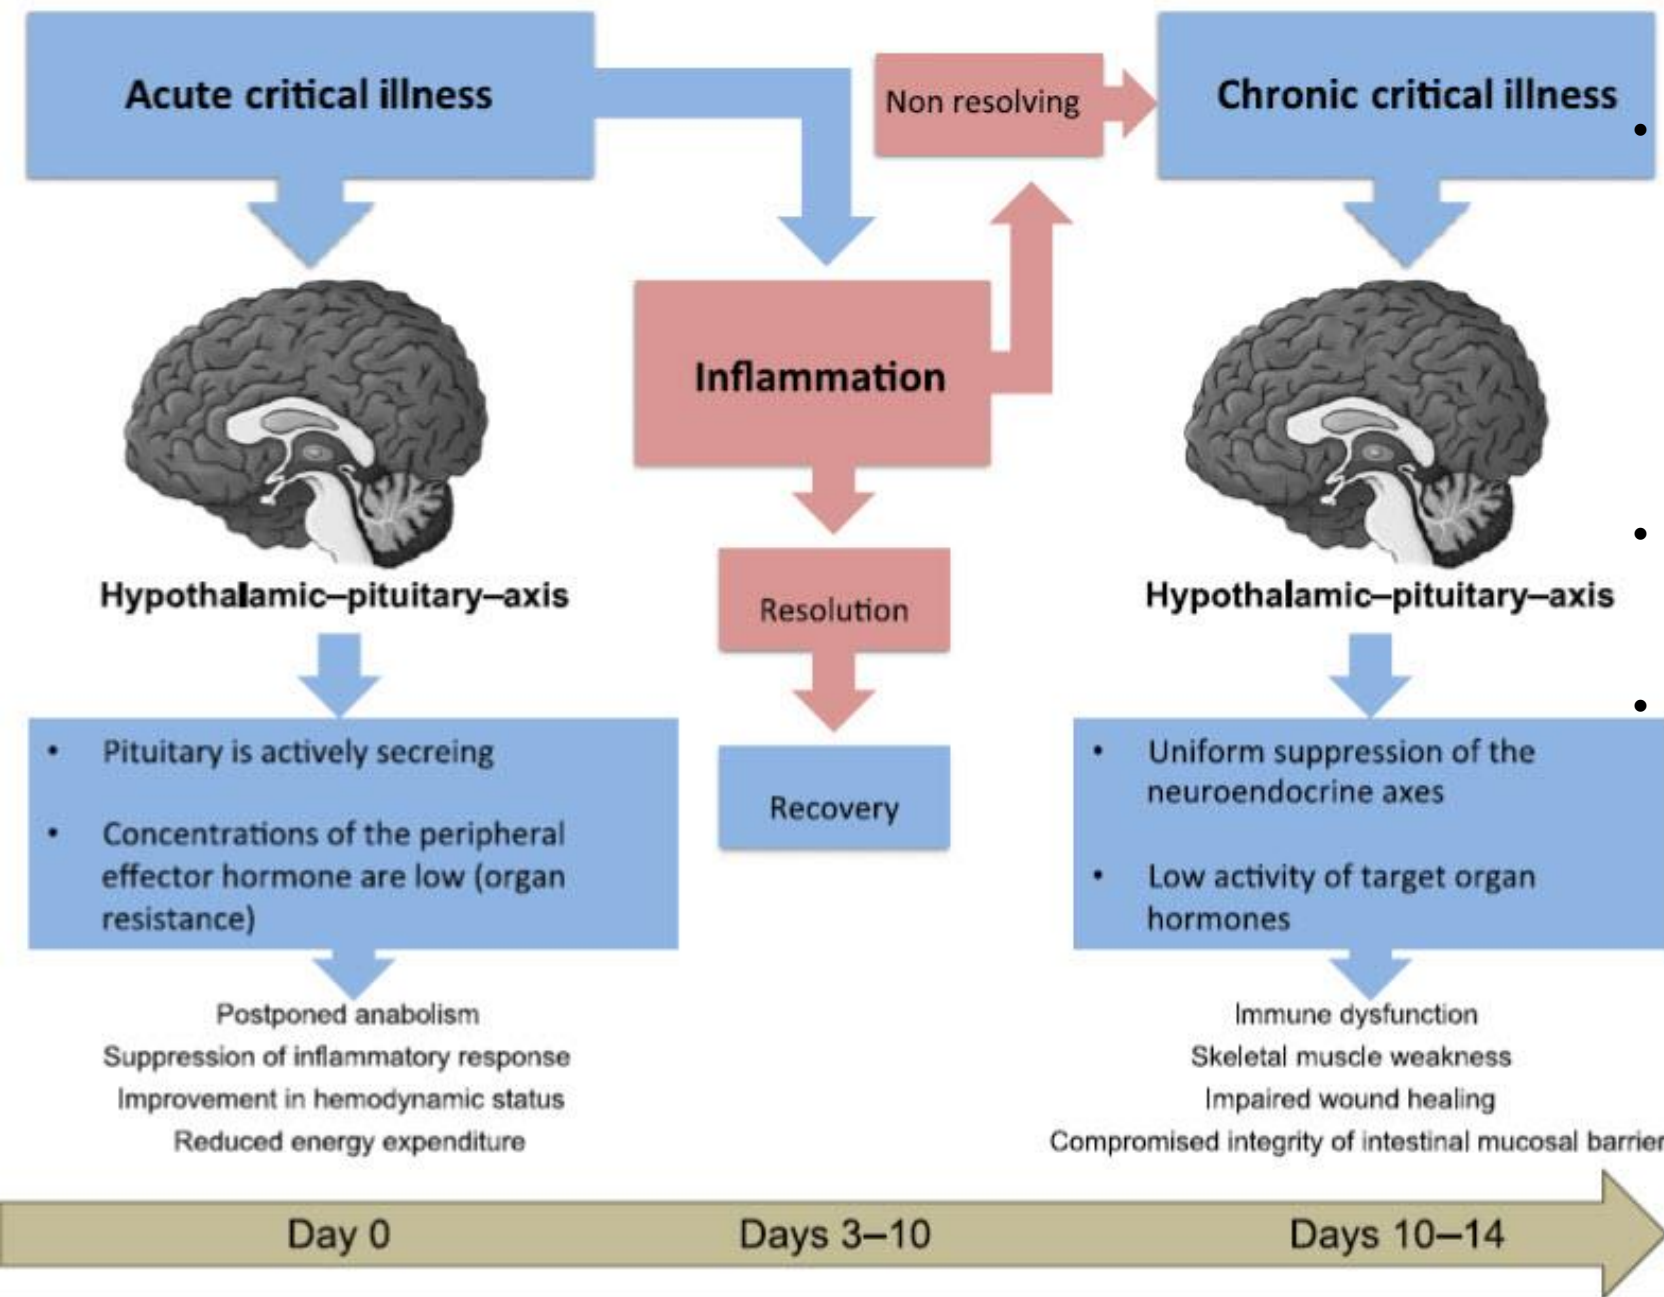 Acute critical illness
Non resolving
Chronic critical illness
•
Inflammation
Hypothalamic–pituitary–axis
Resolution
Hypothalamic–pituitary–axis
•
•
• Pituitary is actively secreing
• Concentrations of the peripheral
effector hormone are low (organ
resistance)
Recovery
• Uniform suppression of the
neuroendocrine axes
• Low activity of target organ
hormones
Postponed anabolism
Suppression of inflammatory response
Improvement in hemodynamic status
Reduced energy expenditure
Immune dysfunction
Skeletal muscle weakness
Impaired wound healing
Compromised integrity of intestinal mucosal barrier
Day 0
Days 3–10
Days 10–14